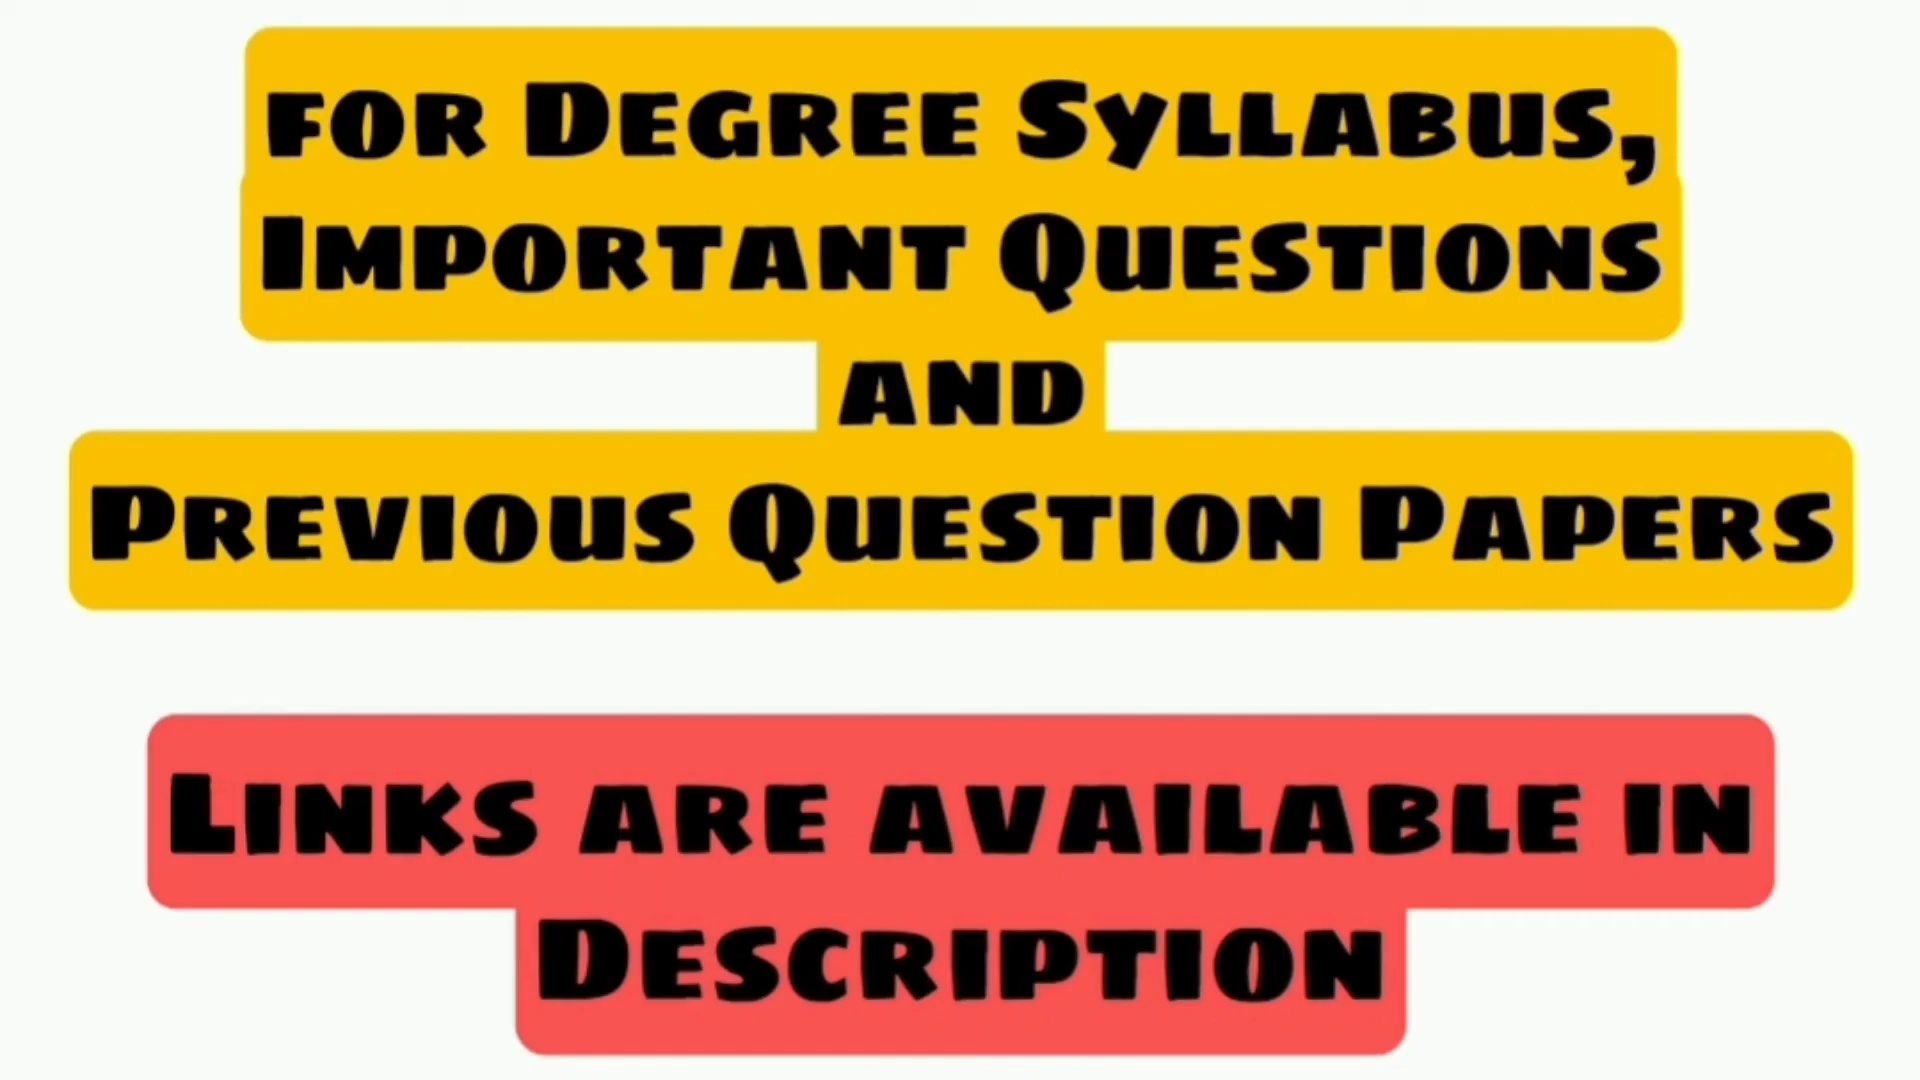 for Degree Syllabus,
Important Questions
and
Previous Question Papers
Links are available in
Description